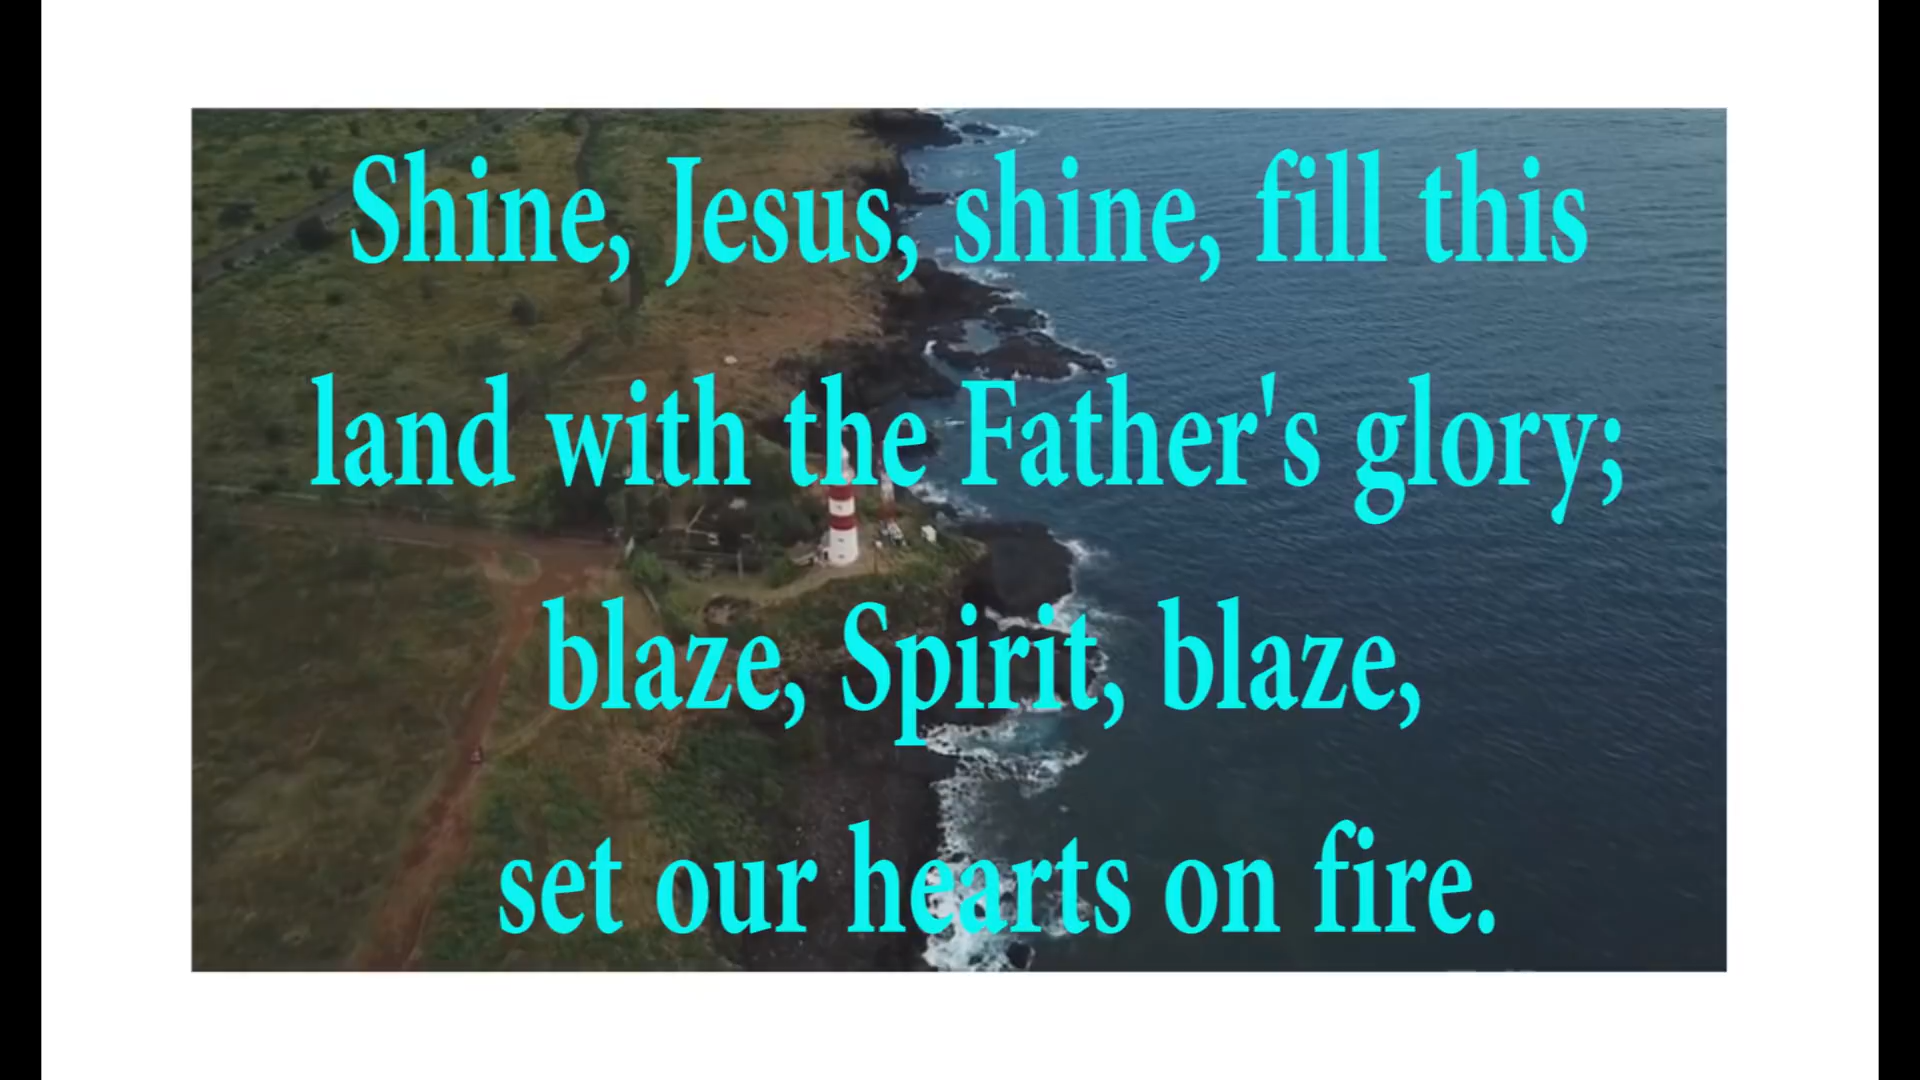 Shine, Jesus, shine, fill this
land with the Father's glory;
blaze, Spirit, blaze,
set our hearts on fire.